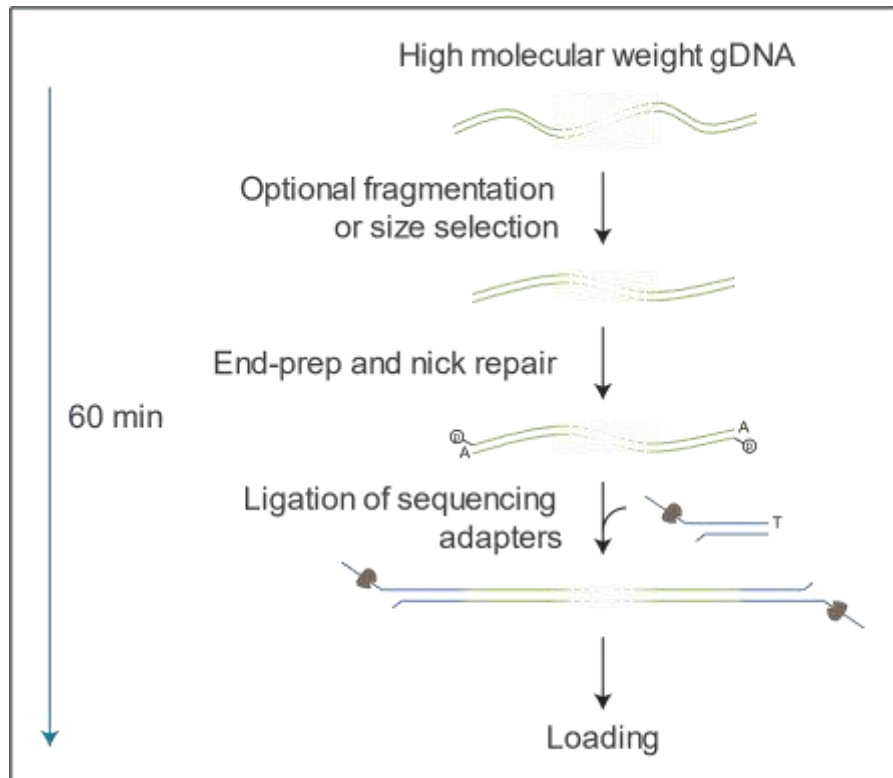 High molecular weight gDNA
Optional fragmentation
or size selection
End-prep and nick repair
60 min
p
A
A
p
Ligation of sequencing
adapters
T
Loading